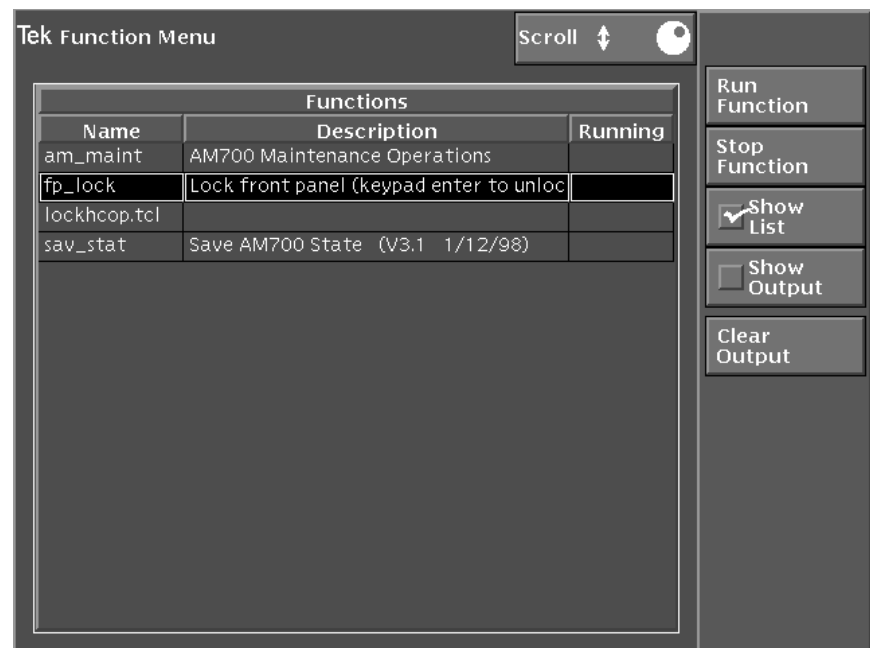 Tek Function Menu
Scroll
Functions
Name Description Running
am_maint AM700 Maintenance Operations
fp_lock Lock front panel (keypad enter to unloc
lockhcop.tcl
sav_stat Save AM700 State (V3.1 1/12/98)
Run
Function
Stop
Function
Show
List
Show
Output
Clear
Output